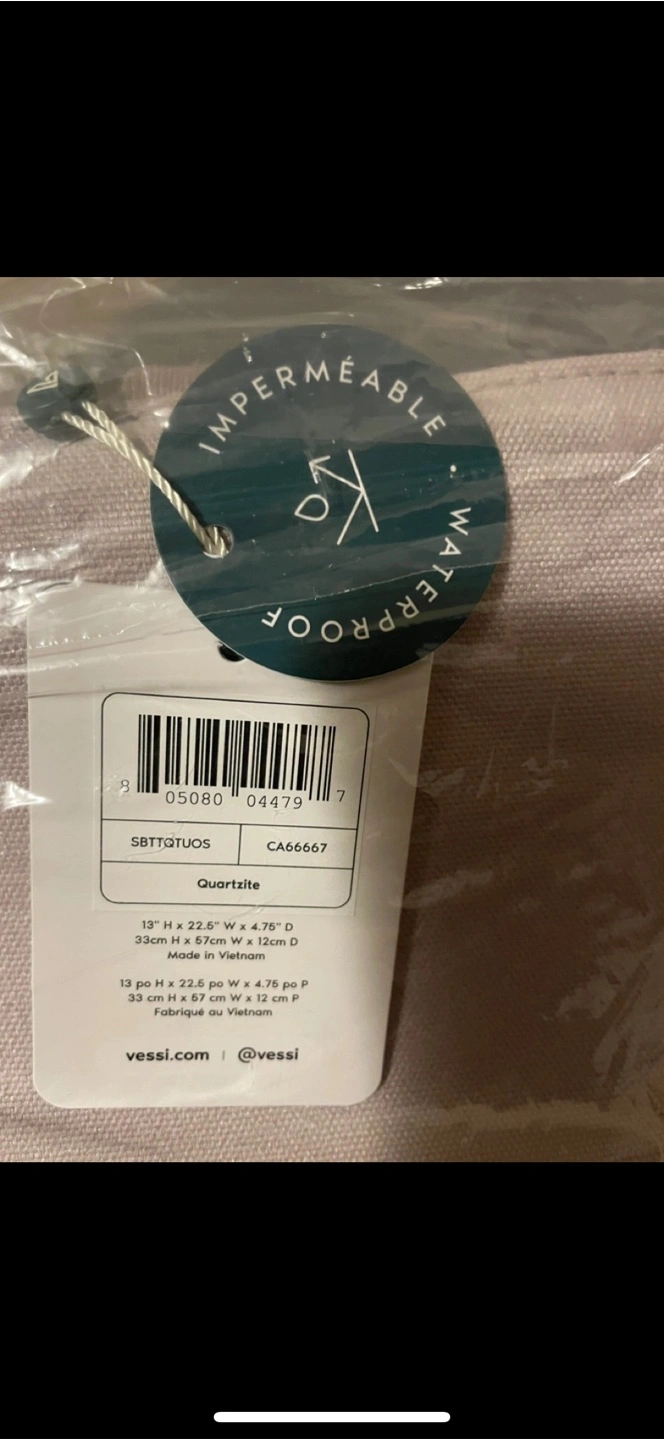 IMPERMÉABLE • WATERPROOF
8 05080 04479 7
SBTTQTUOS
CA66667
Quartzite
13" H x 22.5" W x 4.75" D
33cm H x 57cm W x 12cm D
Made in Vietnam
13 po H x 22.5 po W x 4.75 po P
33 cm H x 57 cm W x 12 cm P
Fabriqué au Vietnam
vessi.com | @vessi